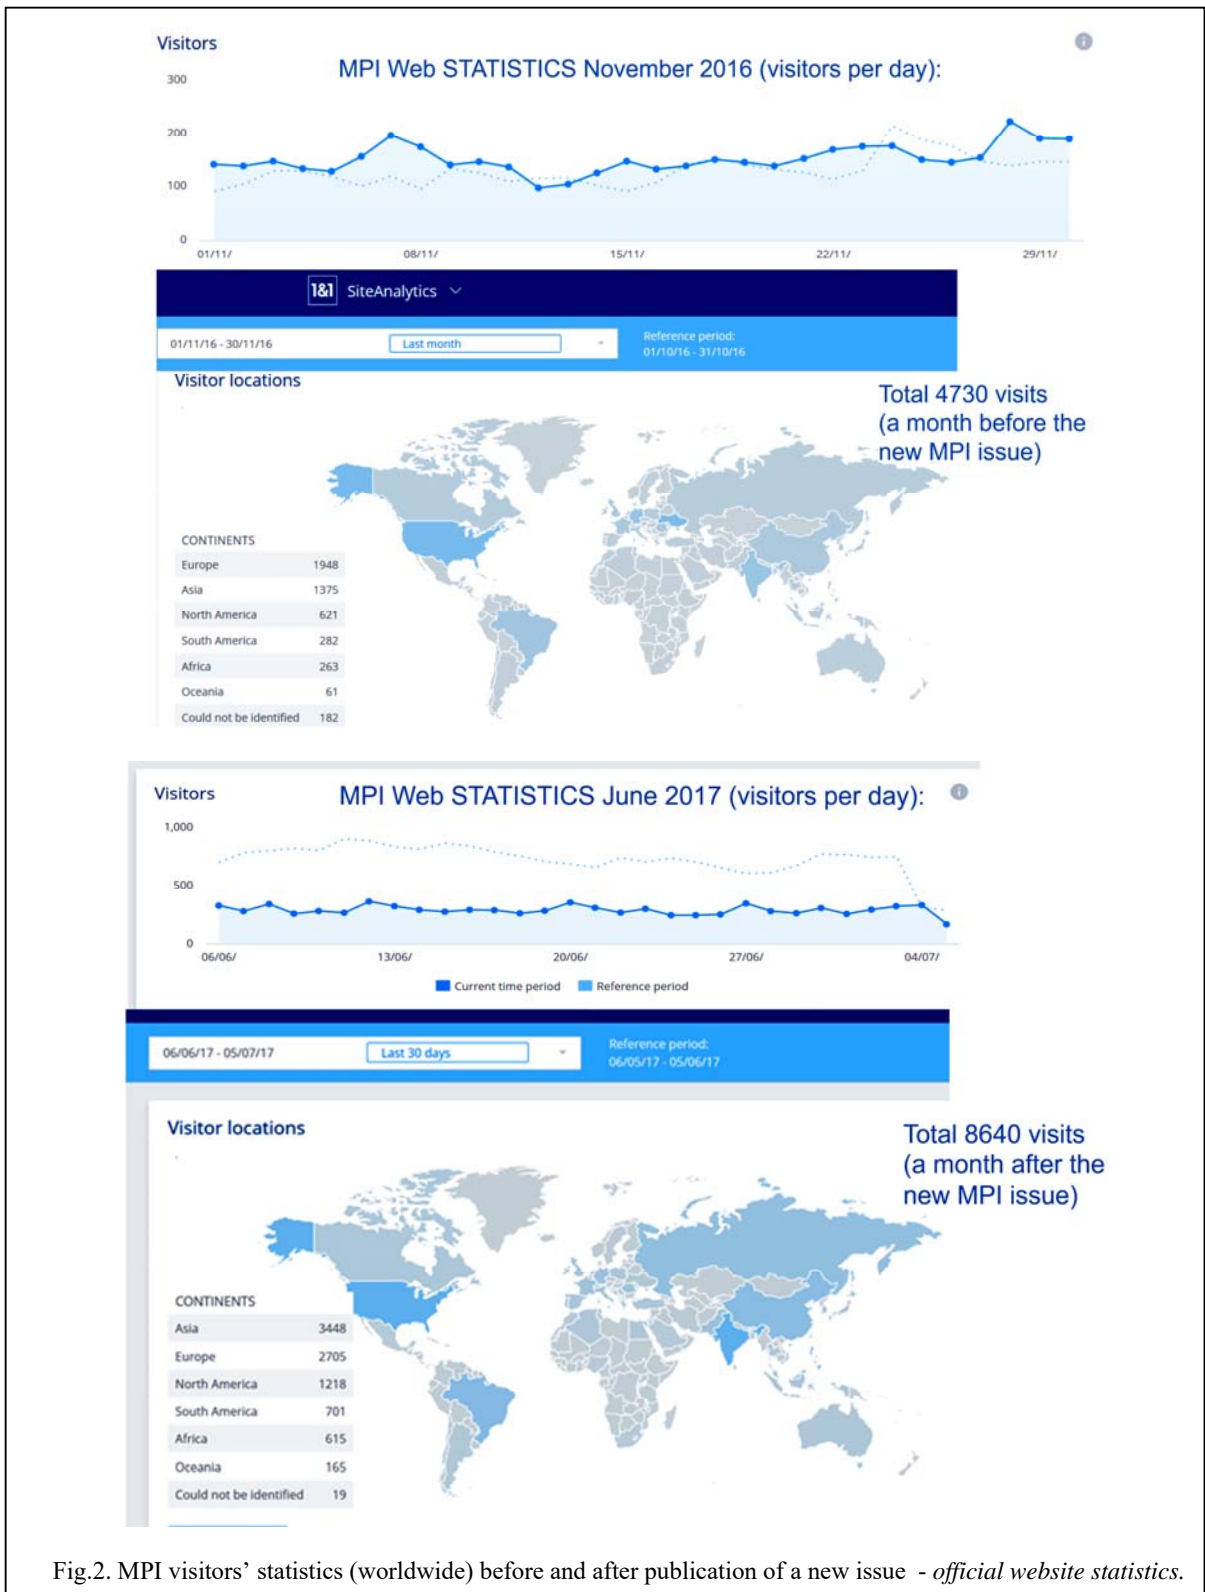 Visitors
MPI Web STATISTICS November 2016 (visitors per day):
300
200
100
0
01/11/ 08/11/ 15/11/ 22/11/ 29/11/
1&1 SiteAnalytics
01/11/16 - 30/11/16 Last month
Reference period:
01/10/16 - 31/10/16
Visitor locations
Total 4730 visits
(a month before the
new MPI issue)
CONTINENTS
Europe 1948
Asia 1375
North America 621
South America 282
Africa 263
Oceania 61
Could not be identified 182
Visitors
MPI Web STATISTICS June 2017 (visitors per day):
1,000
500
0
06/06/ 13/06/ 20/06/ 27/06/ 04/07/
Current time period Reference period
06/06/17 - 05/07/17 Last 30 days
Reference period:
06/05/17 - 05/06/17
Visitor locations
Total 8640 visits
(a month after the
new MPI issue)
CONTINENTS
Asia 3448
Europe 2705
North America 1218
South America 701
Africa 615
Oceania 165
Could not be identified 19
Fig.2. MPI visitors’ statistics (worldwide) before and after publication of a new issue - official website statistics.